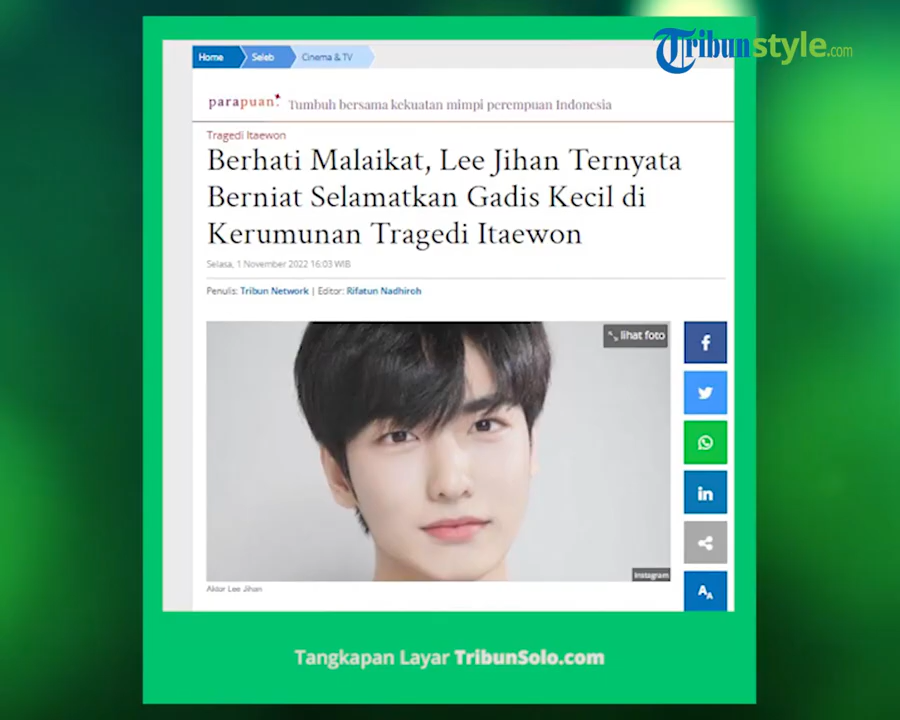 Tribunstyle.com
Home Seleb Cinema & TV
parapuan. Tumbuh bersama kekuatan mimpi perempuan Indonesia
Tragedi Itaewon
Berhati Malaikat, Lee Jihan Ternyata
Berniat Selamatkan Gadis Kecil di
Kerumunan Tragedi Itaewon
Selasa, 1 November 2022 16:03 WIB
Penulis: Tribun Network | Editor: Rifatun Nadhiroh
lihat foto
Instagram
Aktor Lee Jihan
AA
Tangkapan Layar TribunSolo.com